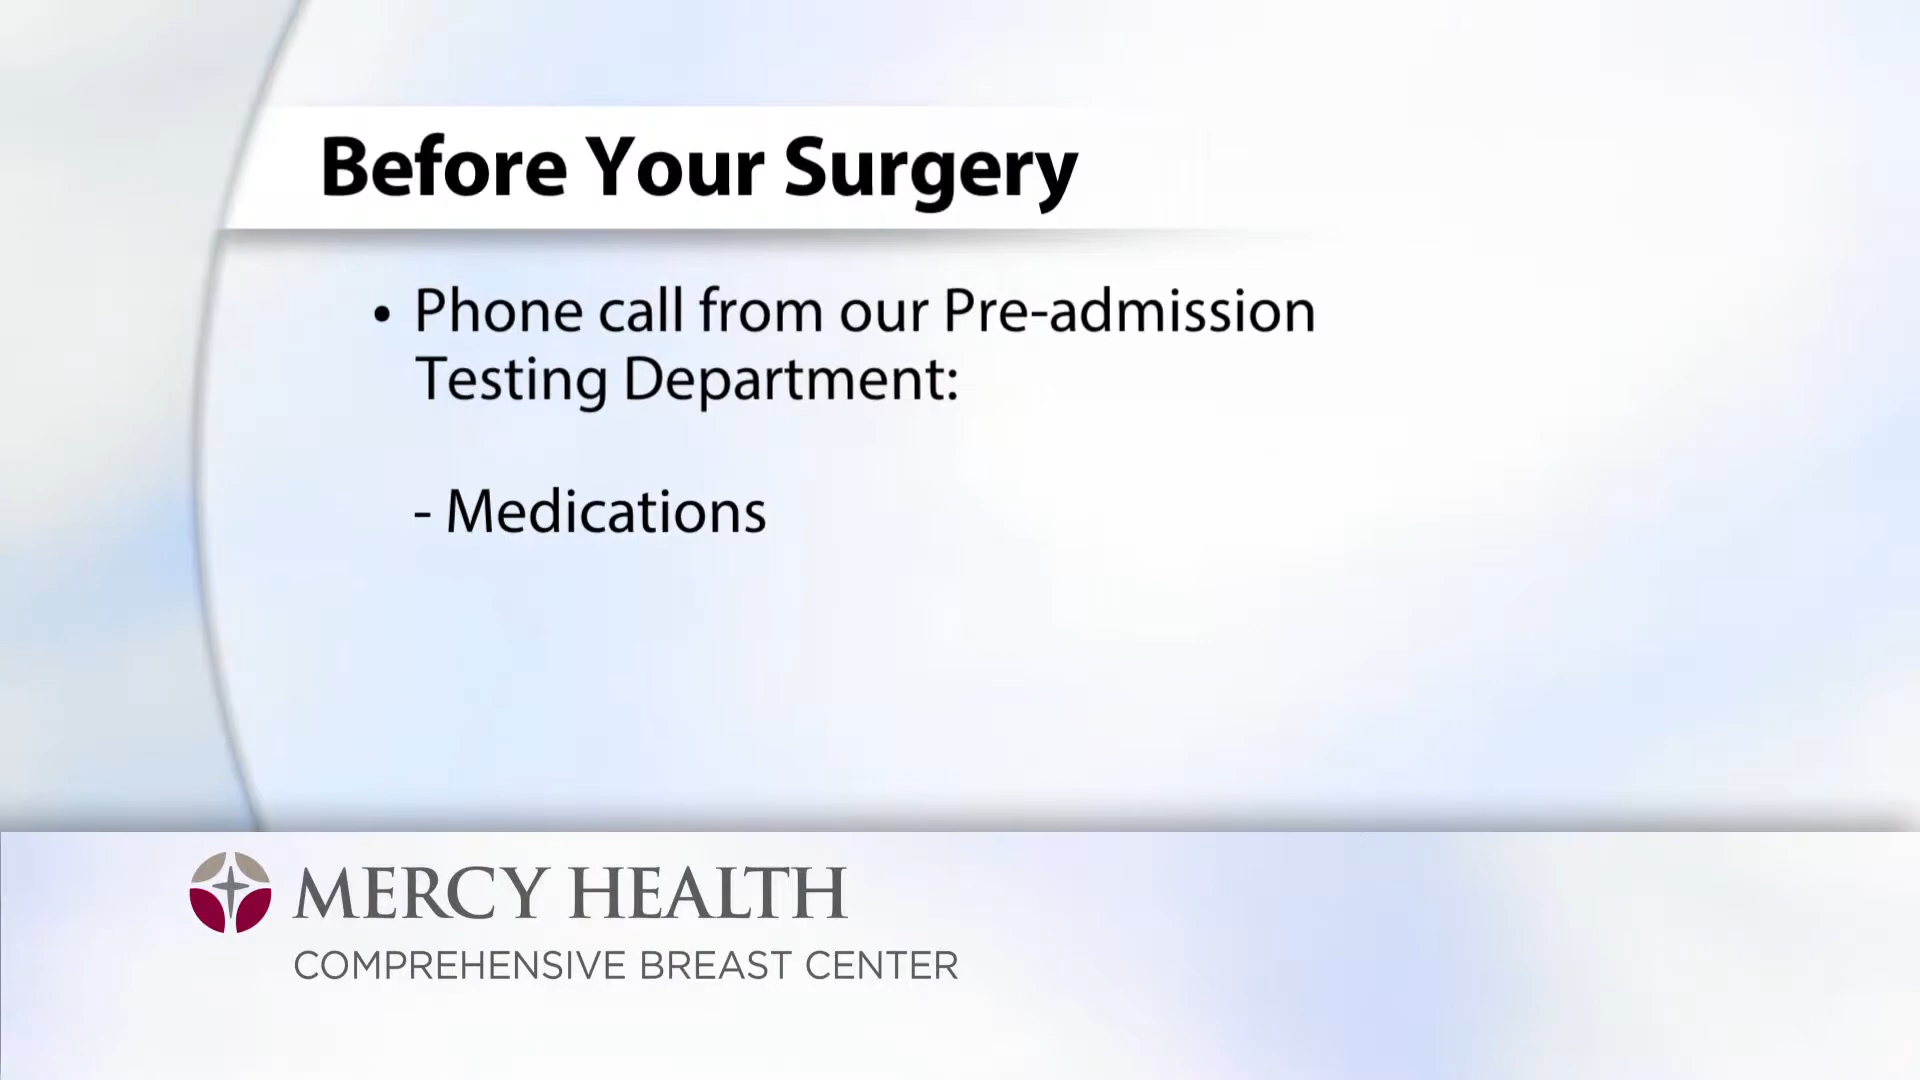 Before Your Surgery
• Phone call from our Pre-admission
Testing Department:
- Medications
MERCY HEALTH
COMPREHENSIVE BREAST CENTER